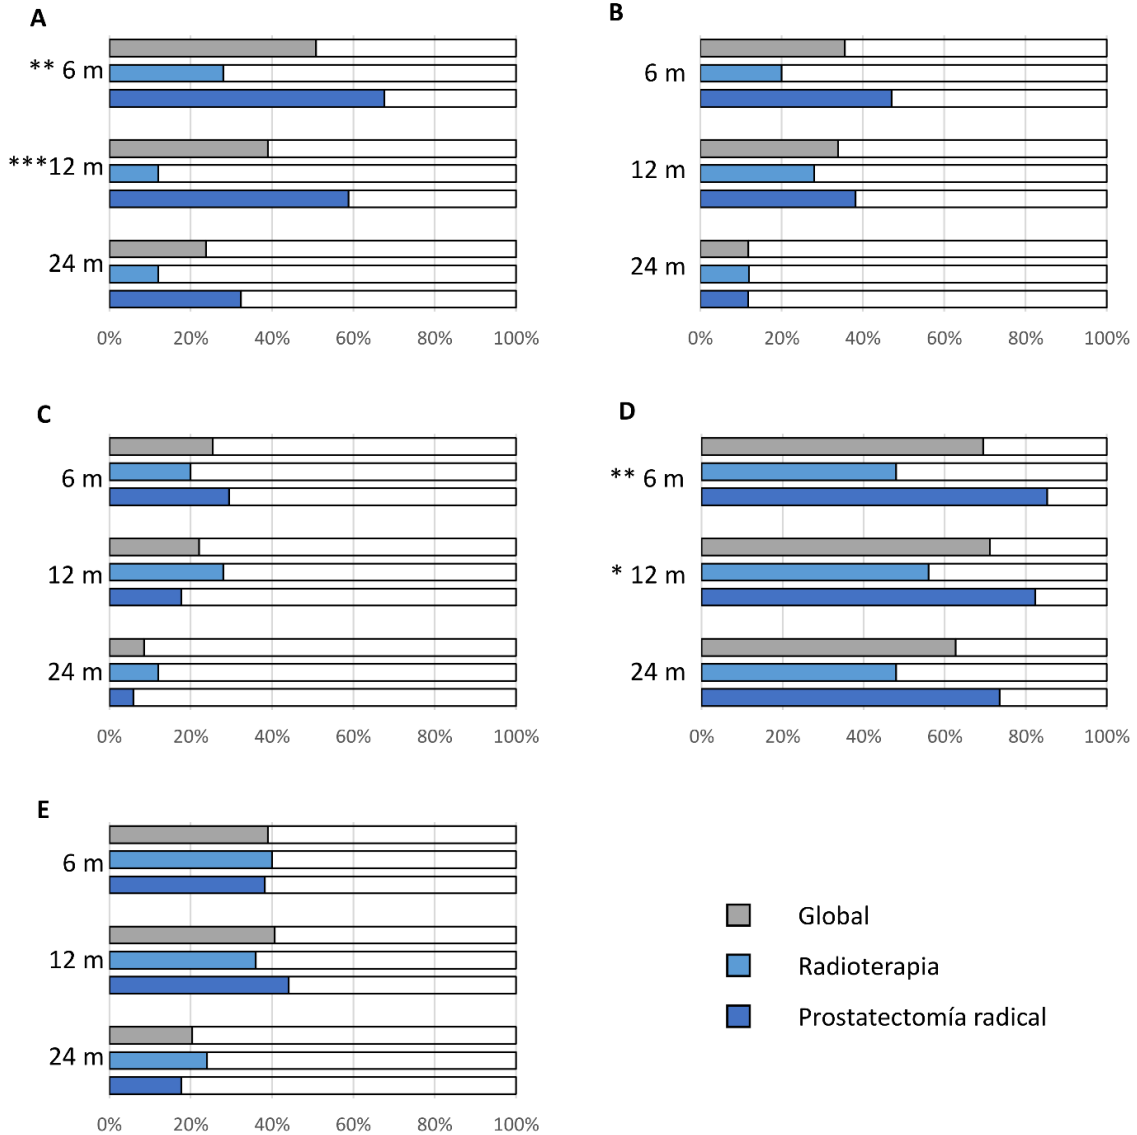 A
** 6 m
***12 m
24 m
0% 20% 40% 60% 80% 100%
B
6 m
12 m
24 m
0% 20% 40% 60% 80% 100%
C
6 m
12 m
24 m
0% 20% 40% 60% 80% 100%
D
** 6 m
* 12 m
24 m
0% 20% 40% 60% 80% 100%
E
6 m
12 m
24 m
0% 20% 40% 60% 80% 100%
Global
Radioterapia
Prostatectomía radical